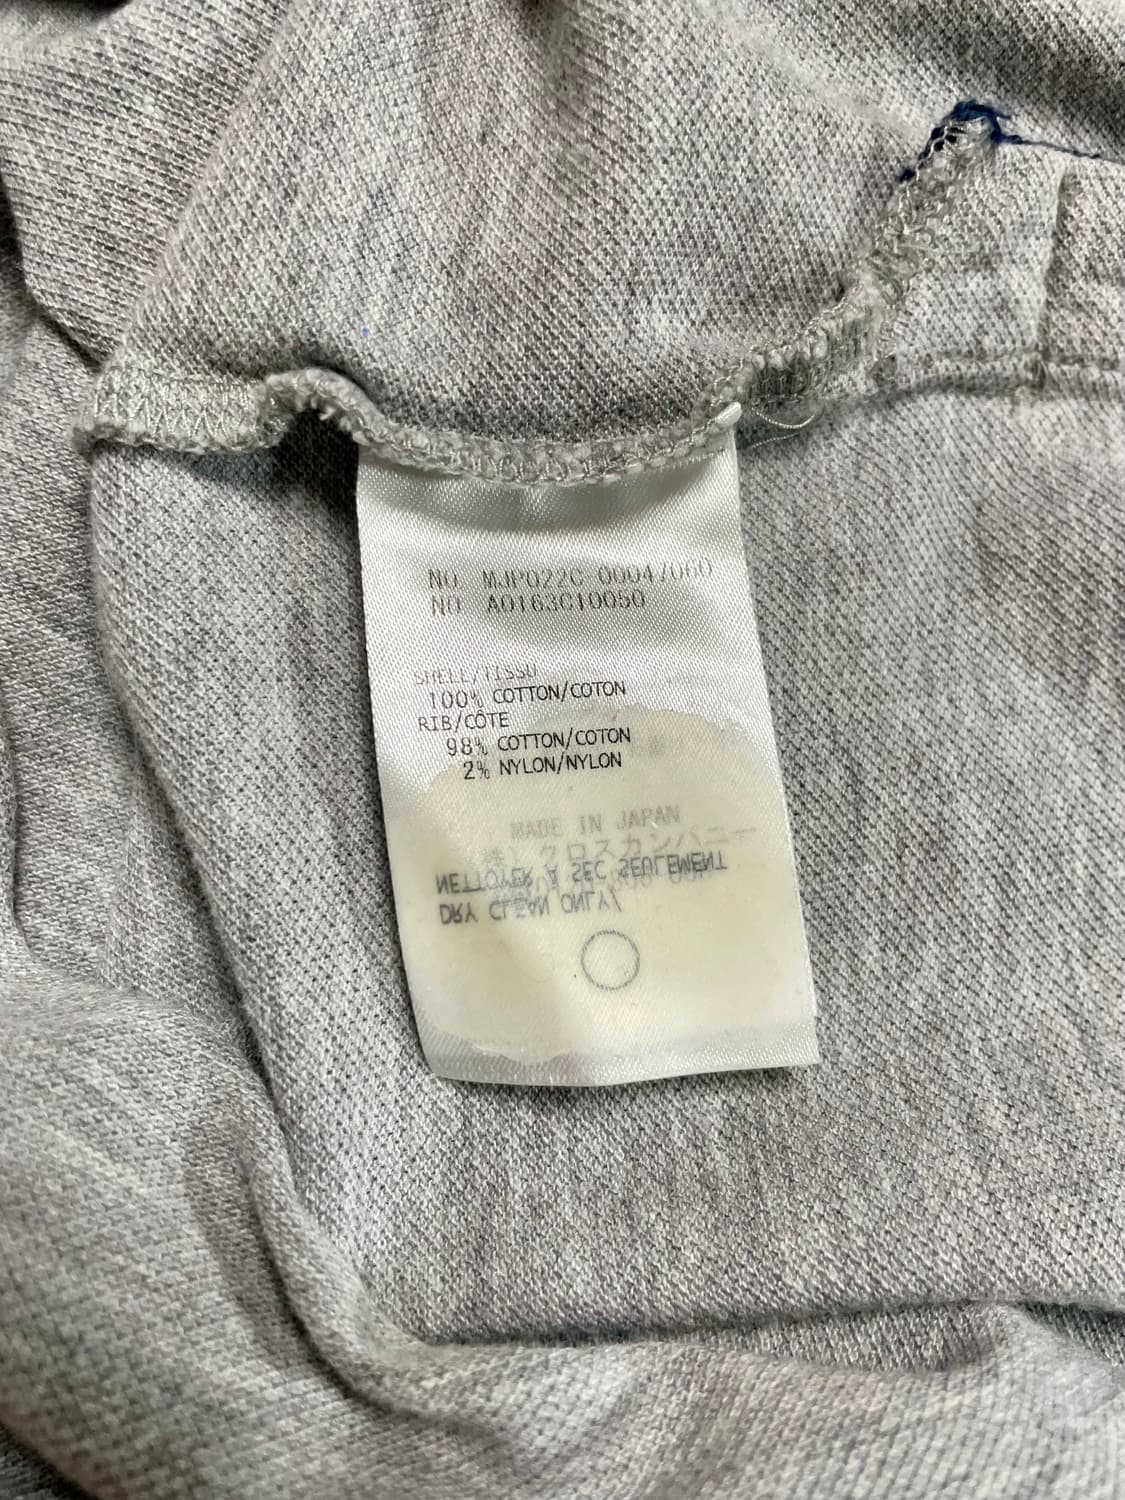 NO MJP022C 0004/060
NO A0163C10050
SHELL/TISSU
100% COTTON/COTON
RIB/CÔTE
98% COTTON/COTON
2% NYLON/NYLON
MADE IN JAPAN
(株)クロスカンパニー
NETTOYER A SEC SEULEMENT
DRY CLEAN ONLY/